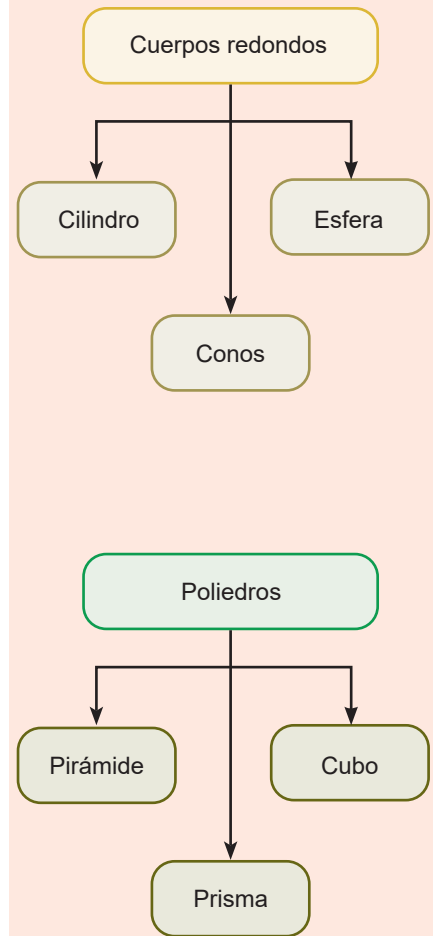 Cuerpos redondos
Cilindro
Esfera
Conos
Poliedros
Pirámide
Cubo
Prisma